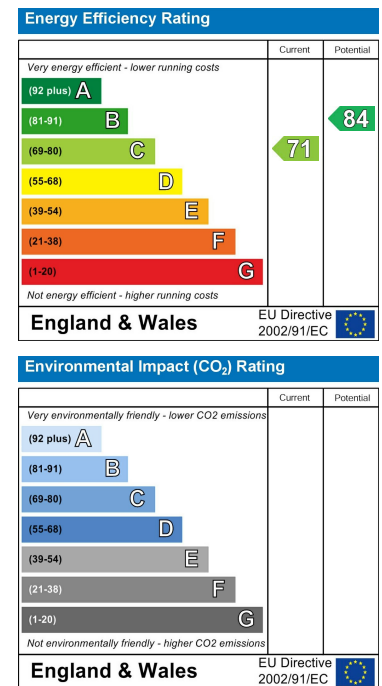 Energy Efficiency Rating
Current Potential
Very energy efficient - lower running costs
(92 plus) A
(81-91) B 84
(69-80) C 71
(55-68) D
(39-54) E
(21-38) F
(1-20) G
Not energy efficient - higher running costs
England & Wales
EU Directive
2002/91/EC
Environmental Impact (CO₂) Rating
Current Potential
Very environmentally friendly - lower CO2 emissions
(92 plus) A
(81-91) B
(69-80) C
(55-68) D
(39-54) E
(21-38) F
(1-20) G
Not environmentally friendly - higher CO2 emissions
England & Wales
EU Directive
2002/91/EC